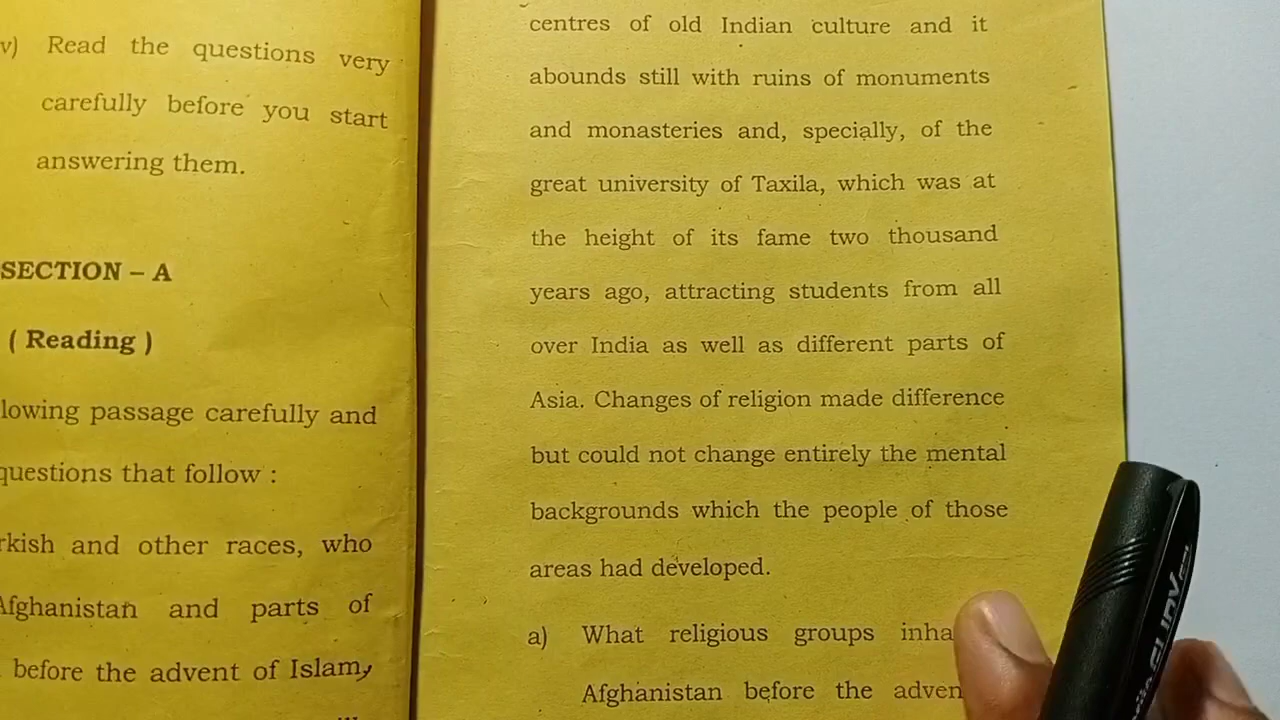 v) Read the questions very
carefully before you start
answering them.
SECTION – A
( Reading )
lowing passage carefully and
questions that follow :
rkish and other races, who
Afghanistan and parts of
before the advent of Islam,
centres of old Indian culture and it
abounds still with ruins of monuments
and monasteries and, specially, of the
great university of Taxila, which was at
the height of its fame two thousand
years ago, attracting students from all
over India as well as different parts of
Asia. Changes of religion made difference
but could not change entirely the mental
backgrounds which the people of those
areas had developed.
a) What religious groups inha
Afghanistan before the adven